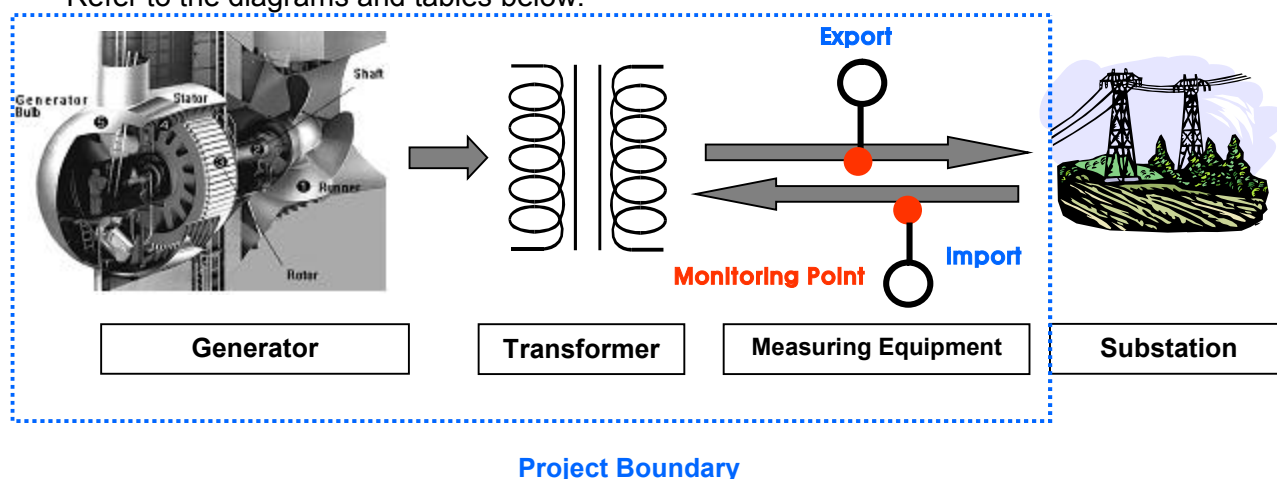 Refer to the diagrams and tables below.
Export
Shaft
Generator
Bulb
Stator
Runner
Rotor
Import
Monitoring Point
Generator
Transformer
Measuring Equipment
Substation
Project Boundary